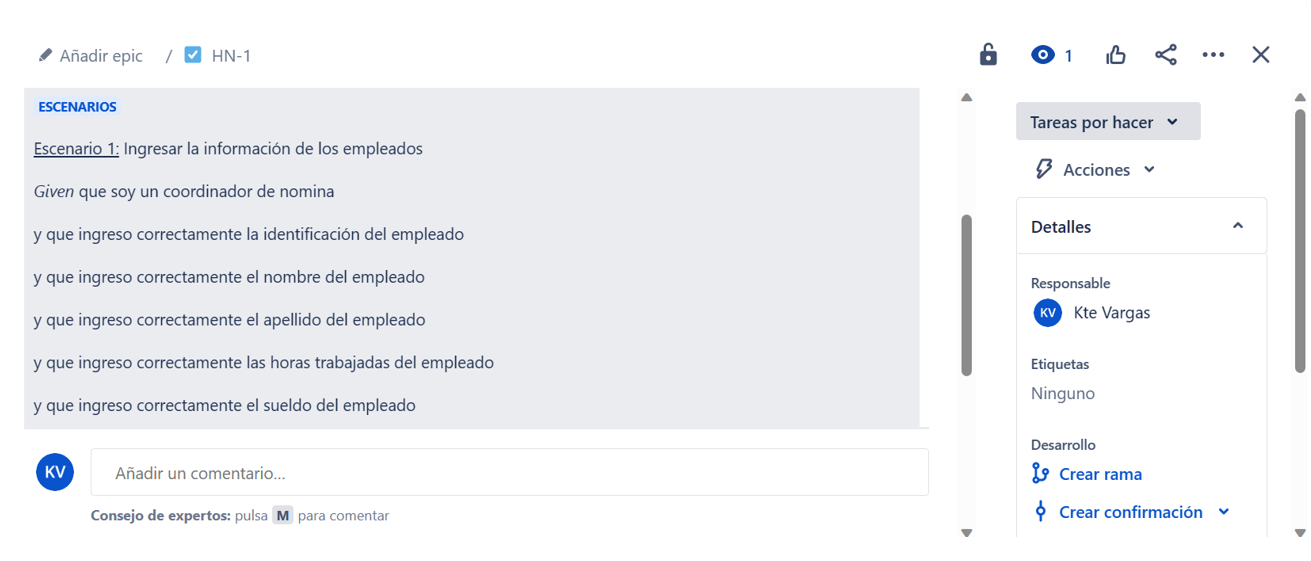 Añadir epic / HN-1
1
ESCENARIOS
Escenario 1: Ingresar la información de los empleados
Given que soy un coordinador de nomina
y que ingreso correctamente la identificación del empleado
y que ingreso correctamente el nombre del empleado
y que ingreso correctamente el apellido del empleado
y que ingreso correctamente las horas trabajadas del empleado
y que ingreso correctamente el sueldo del empleado
KV
Añadir un comentario...
Consejo de expertos: pulsa M para comentar
Tareas por hacer
Acciones
Detalles
Responsable
KV Kte Vargas
Etiquetas
Ninguno
Desarrollo
Crear rama
Crear confirmación